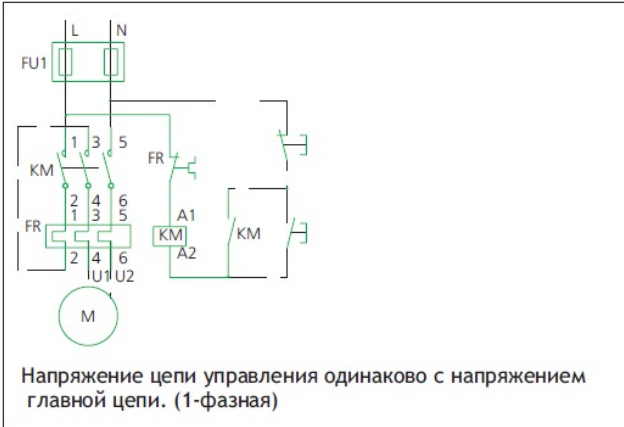 L N
FU1
1 3 5
KM
FR
2 4 6
1 3 5
FR
A1
KM
KM
A2
2 4 6
U1 U2
M
Напряжение цепи управления одинаково с напряжением
главной цепи. (1-фазная)